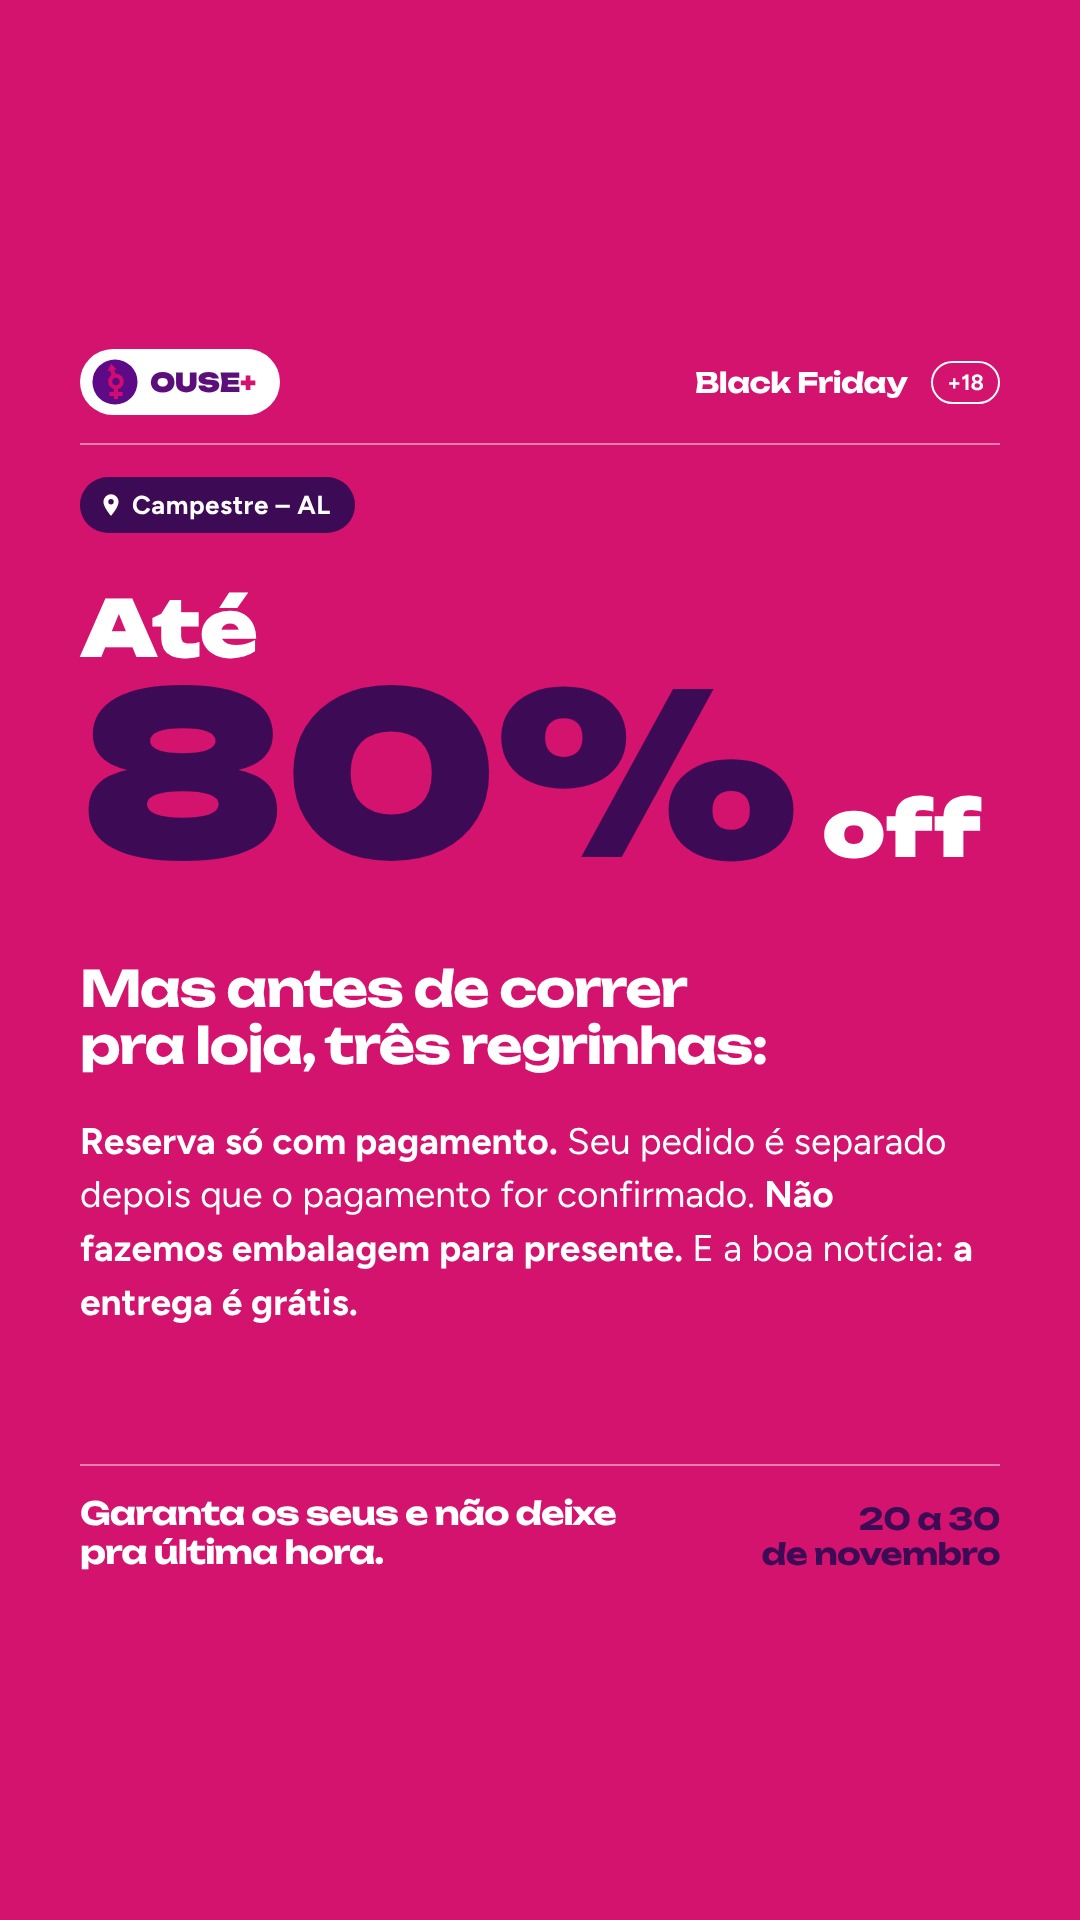 OUSE+
Black Friday
+18
Campestre – AL
Até
80% off
Mas antes de correr
pra loja, três regrinhas:
Reserva só com pagamento. Seu pedido é separado
depois que o pagamento for confirmado. Não
fazemos embalagem para presente. E a boa notícia: a
entrega é grátis.
Garanta os seus e não deixe
pra última hora.
20 a 30
de novembro